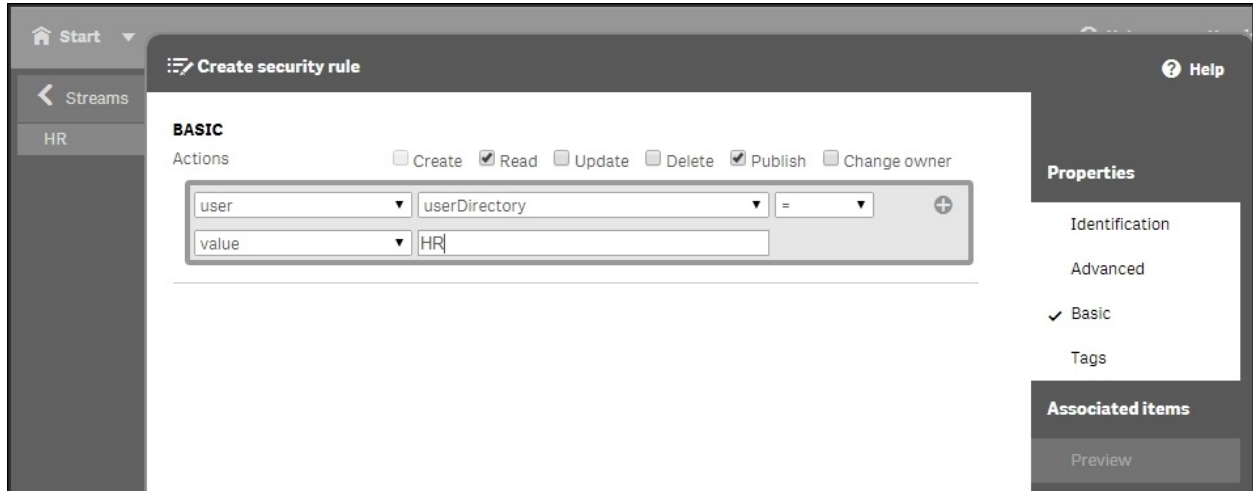 Start
Create security rule
Help
Streams
HR
BASIC
Actions Create Read Update Delete Publish Change owner
user userDirectory =
value HR
Properties
Identification
Advanced
Basic
Tags
Associated items
Preview